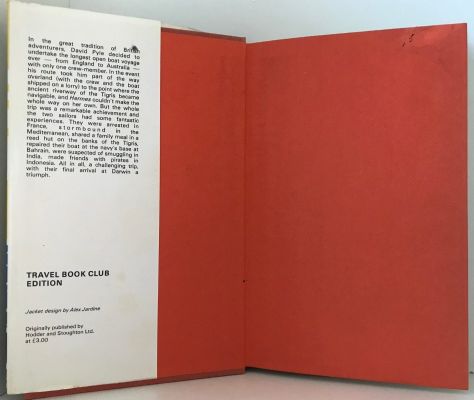 In the great tradition of British
adventurers, David Pyle decided to
undertake the longest open boat voyage
ever — from England to Australia —
with only one crew-member. In the event
his route took him part of the way
overland (with the crew and the boat
shipped on a lorry) to the point where the
ancient riverway of the Tigris became
navigable, and Hermes couldn't make the
whole way on her own. But the whole
trip was a remarkable achievement and
the two sailors had some fantastic
experiences. They were arrested in
France, stormbound in the
Mediterranean, shared a family meal in a
reed hut on the banks of the Tigris,
repaired their boat at the navy's base at
Bahrain, were suspected of smuggling in
India, made friends with pirates in
Indonesia. All in all, a challenging trip,
with their final arrival at Darwin a
triumph.
TRAVEL BOOK CLUB
EDITION
Jacket design by Alex Jardine
Originally published by
Hodder and Stoughton Ltd.
at £3.00